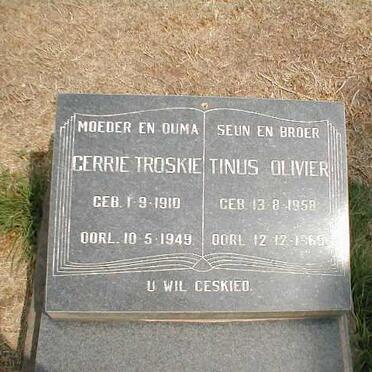 MOEDER EN OUMA
GERRIE TROSKIE
GEB. 1-9-1910
OORL. 10-5-1949
SEUN EN BROER
TINUS OLIVIER
GEB. 13-8-1958
OORL. 12-12-1965
U WIL GESKIED.